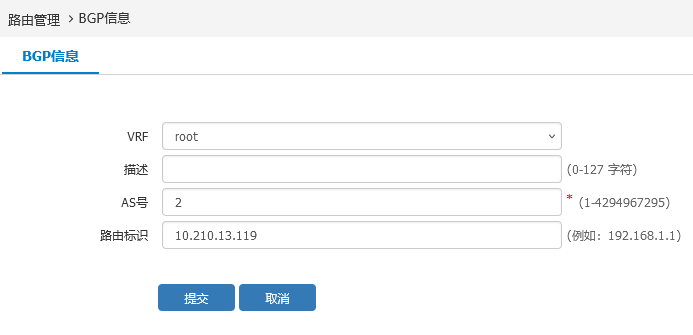 路由管理 > BGP信息
BGP信息
VRF root
描述 (0-127 字符)
AS号 2 * (1-4294967295)
路由标识 10.210.13.119 (例如：192.168.1.1)
提交 取消